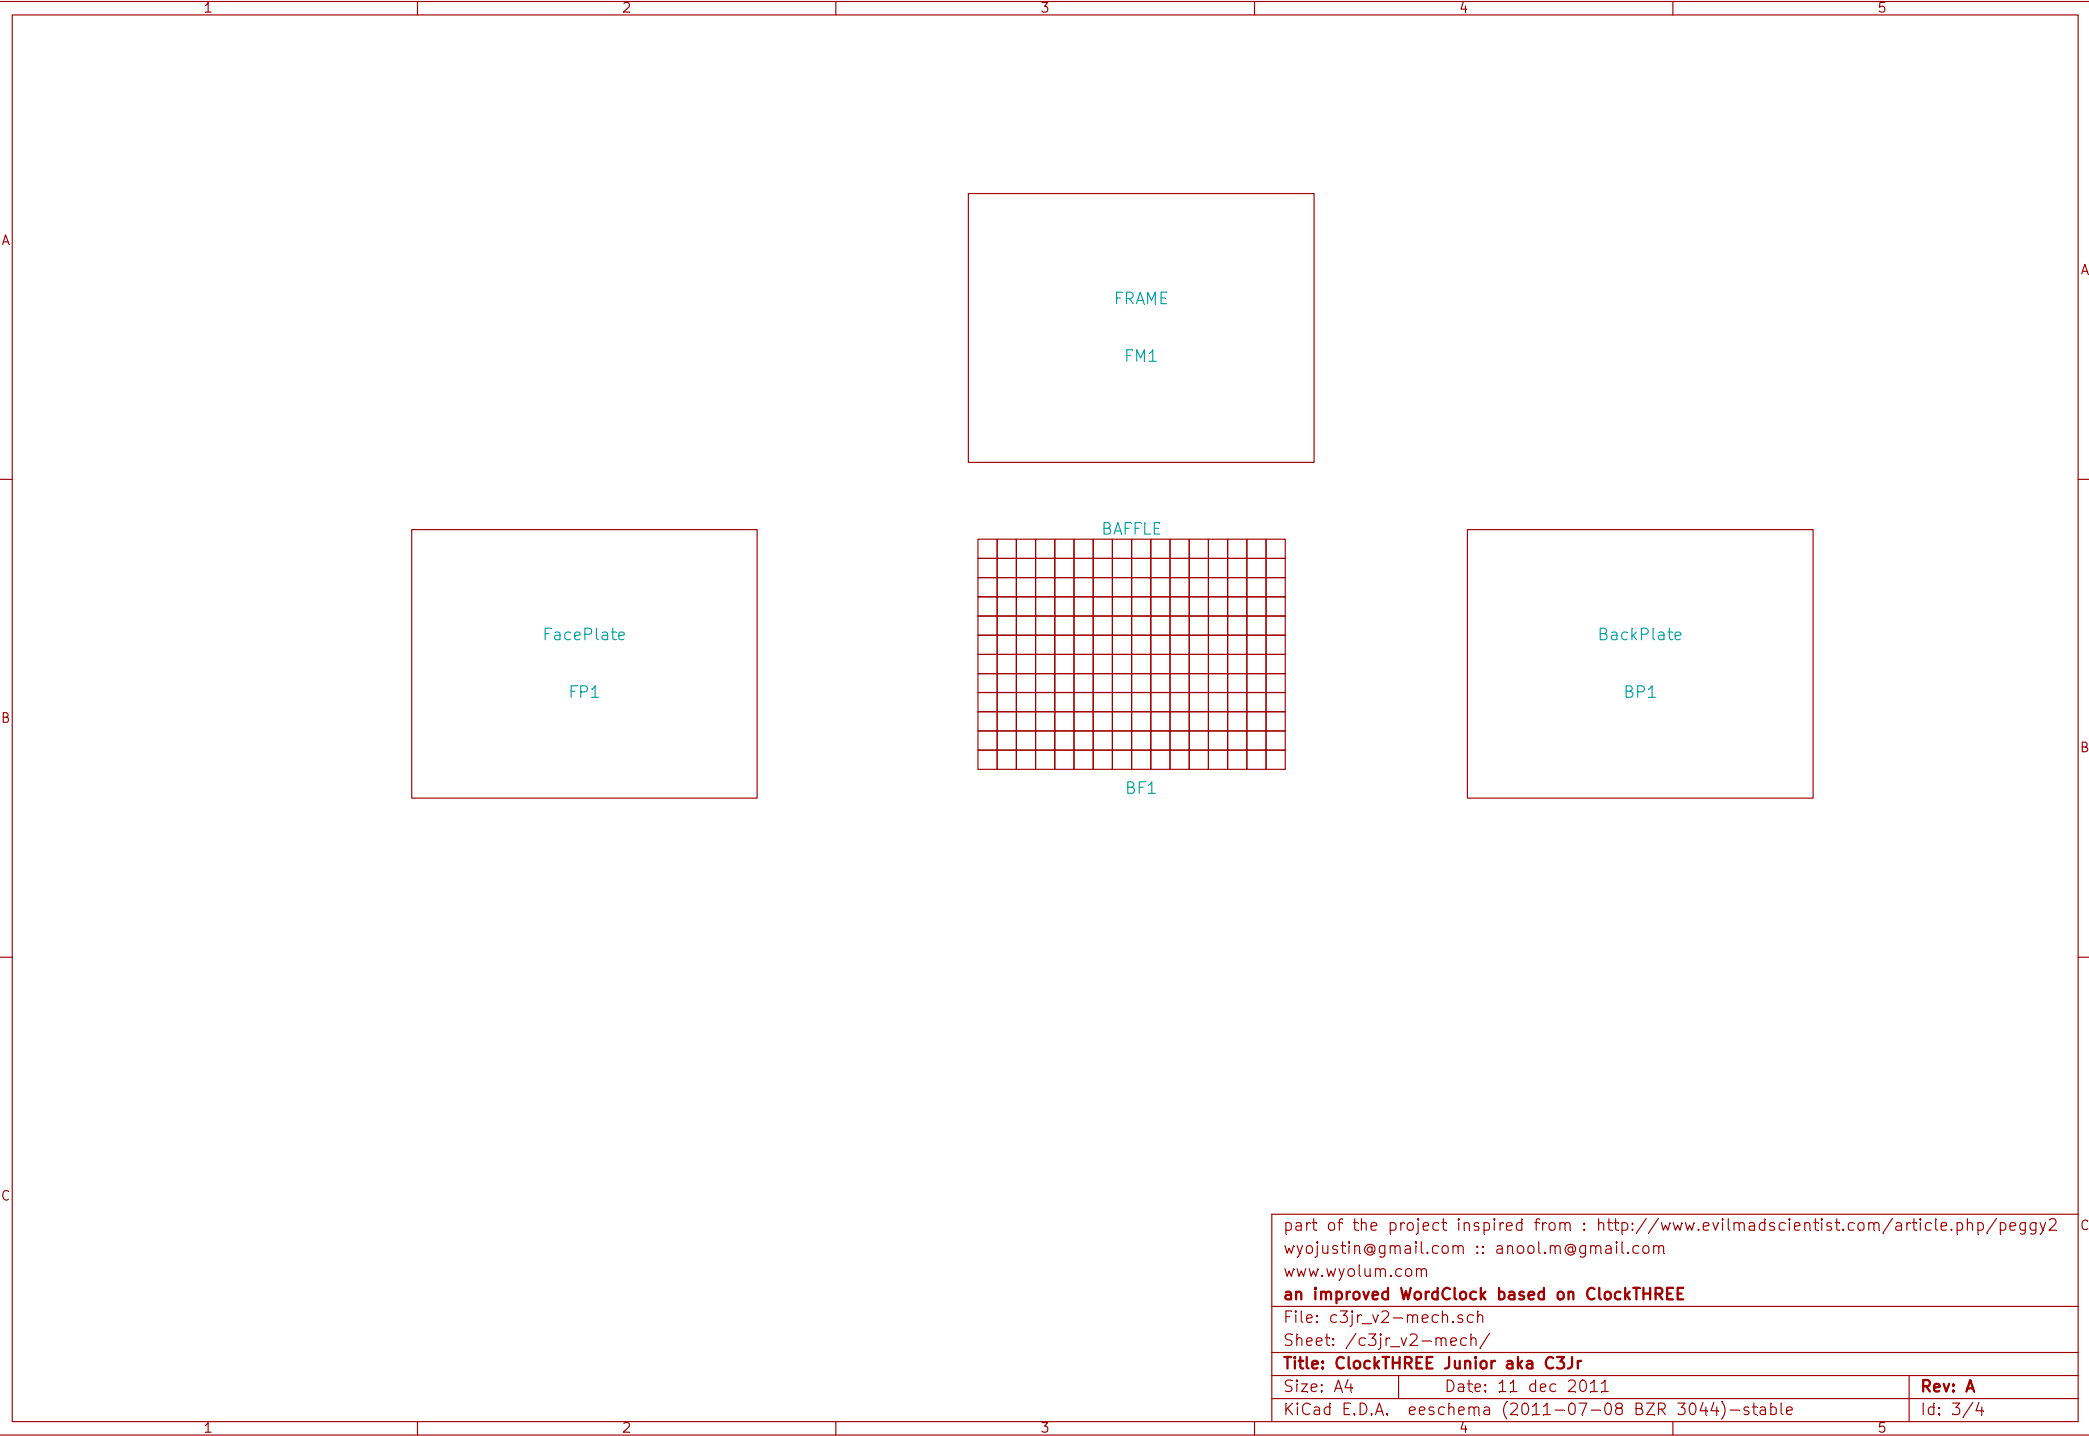 1 2 3 4 5
A A
FRAME
FM1
BAFFLE
FacePlate BackPlate
FP1 BP1
B B
BF1
C C
part of the project inspired from : http://www.evilmadscientist.com/article.php/peggy2
wyojustin@gmail.com :: anool.m@gmail.com
www.wyolum.com
an improved WordClock based on ClockTHREE
File: c3jr_v2-mech.sch
Sheet: /c3jr_v2-mech/
Title: ClockTHREE Junior aka C3Jr
Size: A4 Date: 11 dec 2011 Rev: A
KiCad E.D.A. eeschema (2011-07-08 BZR 3044)-stable Id: 3/4
1 2 3 4 5